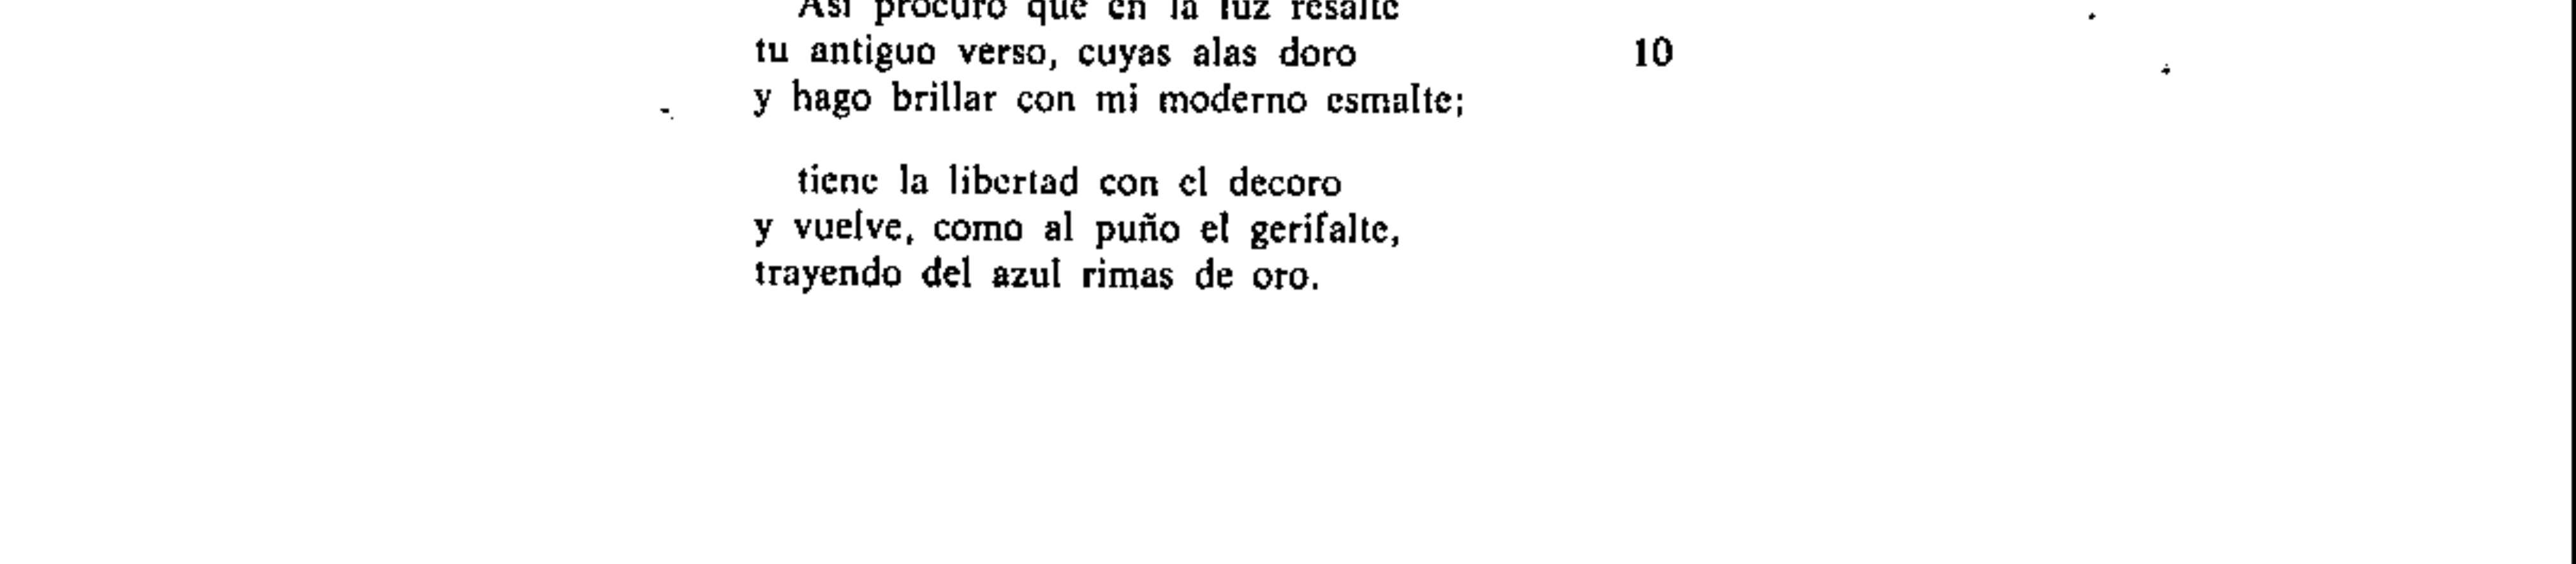 Así procuro que en la luz resalte
tu antiguo verso, cuyas alas doro 10
y hago brillar con mi moderno esmalte;
tiene la libertad con el decoro
y vuelve, como al puño el gerifalte,
trayendo del azul rimas de oro.